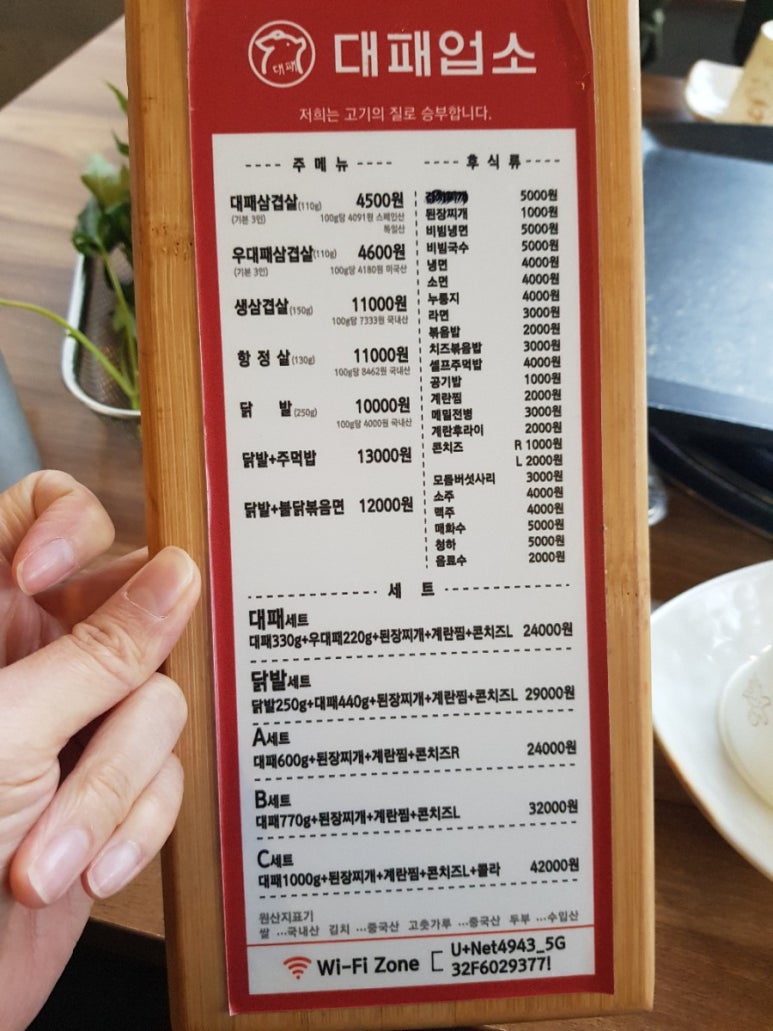 대패
대패업소
저희는 고기의 질로 승부합니다.
---- 주 메 뉴 ----
대패삼겹살(110g) 4500원
(기본 3인) 100g당 4091원 스페인산
독일산
우대패삼겹살(110g) 4600원
(기본 3인) 100g당 4180원 미국산
생삼겹살(150g) 11000원
100g당 7333원 국내산
항 정 살(130g) 11000원
100g당 8462원 국내산
닭 발(250g) 10000원
100g당 4000원 국내산
닭발+주먹밥 13000원
닭발+불닭볶음면 12000원
---- 후 식 류 ----
5000원
된장찌개 1000원
비빔냉면 5000원
비빔국수 5000원
냉면 4000원
소면 4000원
누룽지 4000원
라면 3000원
볶음밥 2000원
치즈볶음밥 3000원
셀프주먹밥 4000원
공기밥 1000원
계란찜 2000원
메밀전병 3000원
계란후라이 2000원
콘치즈 R 1000원
L 2000원
모듬버섯사리 3000원
소주 4000원
맥주 4000원
매화수 5000원
청하 5000원
음료수 2000원
세 트
대패세트
대패330g+우대패220g+된장찌개+계란찜+콘치즈L 24000원
닭발세트
닭발250g+대패440g+된장찌개+계란찜+콘치즈L 29000원
A세트
대패600g+된장찌개+계란찜+콘치즈R 24000원
B세트
대패770g+된장찌개+계란찜+콘치즈L 32000원
C세트
대패1000g+된장찌개+계란찜+콘치즈L+콜라 42000원
원산지표기
쌀 ...국내산 김치 ...중국산 고춧가루 ...중국산 두부 ...수입산
Wi-Fi Zone
U+Net4943_5G
32F6029377!